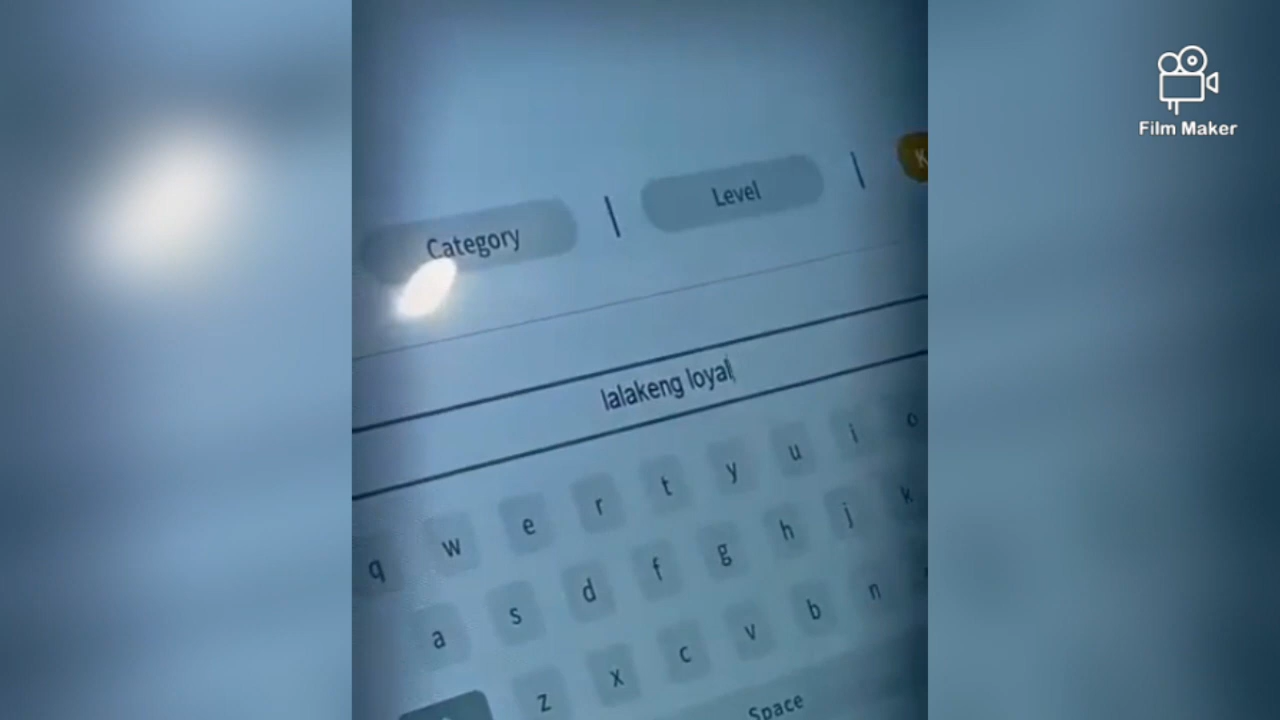 Film Maker
K
Level
Category
lalakeng loyal
q w e r t y u i o
a s d f g h j k
z x c v b n
Space